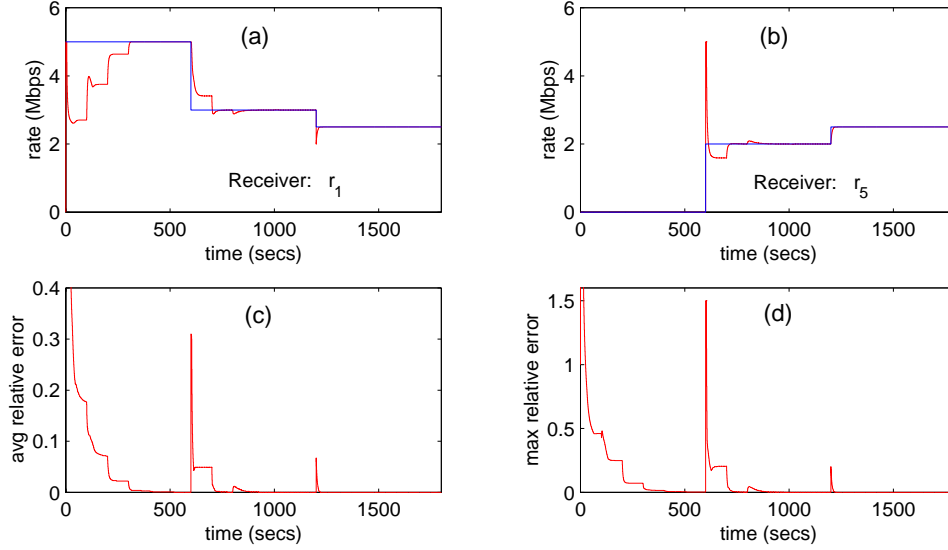 (a)
rate (Mbps)
6
4
2
0
Receiver: r_1
0 500 1000 1500
time (secs)
(b)
rate (Mbps)
6
4
2
0
Receiver: r_5
0 500 1000 1500
time (secs)
(c)
avg relative error
0.4
0.3
0.2
0.1
0
0 500 1000 1500
time (secs)
(d)
max relative error
1.5
1
0.5
0
0 500 1000 1500
time (secs)